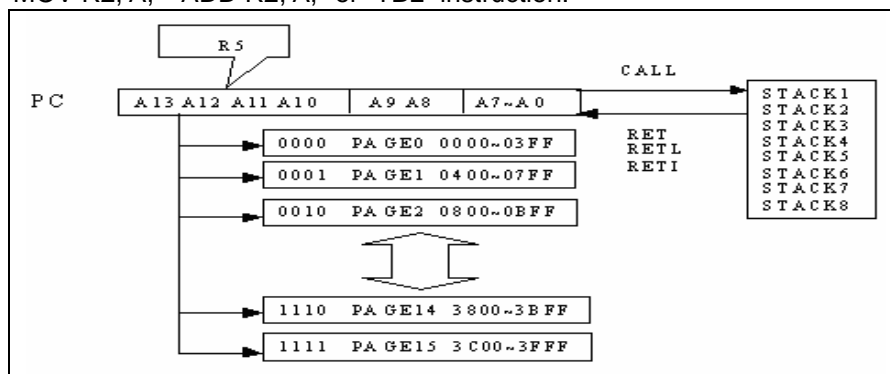 "MOV R2, A," "ADD R2, A," or "TBL" instruction.
R5
CALL
PC
A13 A12 A11 A10 A9 A8 A7~A0
STACK1
STACK2
STACK3
STACK4
STACK5
STACK6
STACK7
STACK8
RET
RETL
RETI
0000 PAGE0 0000~03FF
0001 PAGE1 0400~07FF
0010 PAGE2 0800~0BFF
1110 PAGE14 3800~3BFF
1111 PAGE15 3C00~3FFF